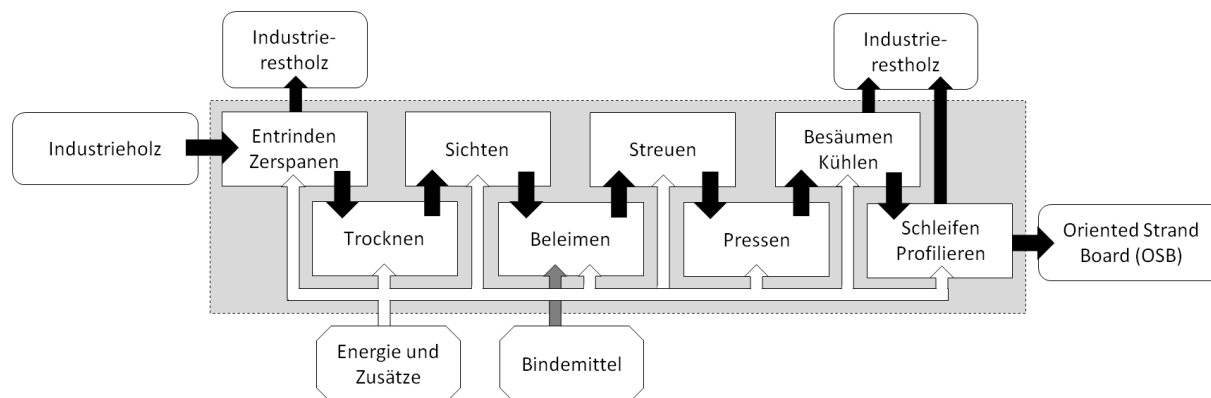 Industrie-
restholz
Industrie-
restholz
Industrieholz
Entrinden
Zerspanen
Sichten
Streuen
Besäumen
Kühlen
Trocknen
Beleimen
Pressen
Schleifen
Profilieren
Oriented Strand
Board (OSB)
Energie und
Zusätze
Bindemittel